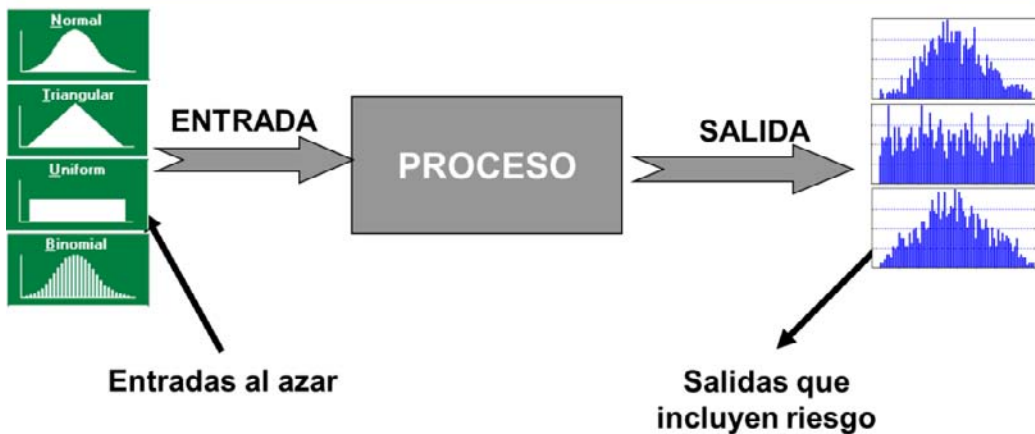 Normal
Triangular
Uniform
Binomial
ENTRADA
PROCESO
SALIDA
Entradas al azar
Salidas que
incluyen riesgo